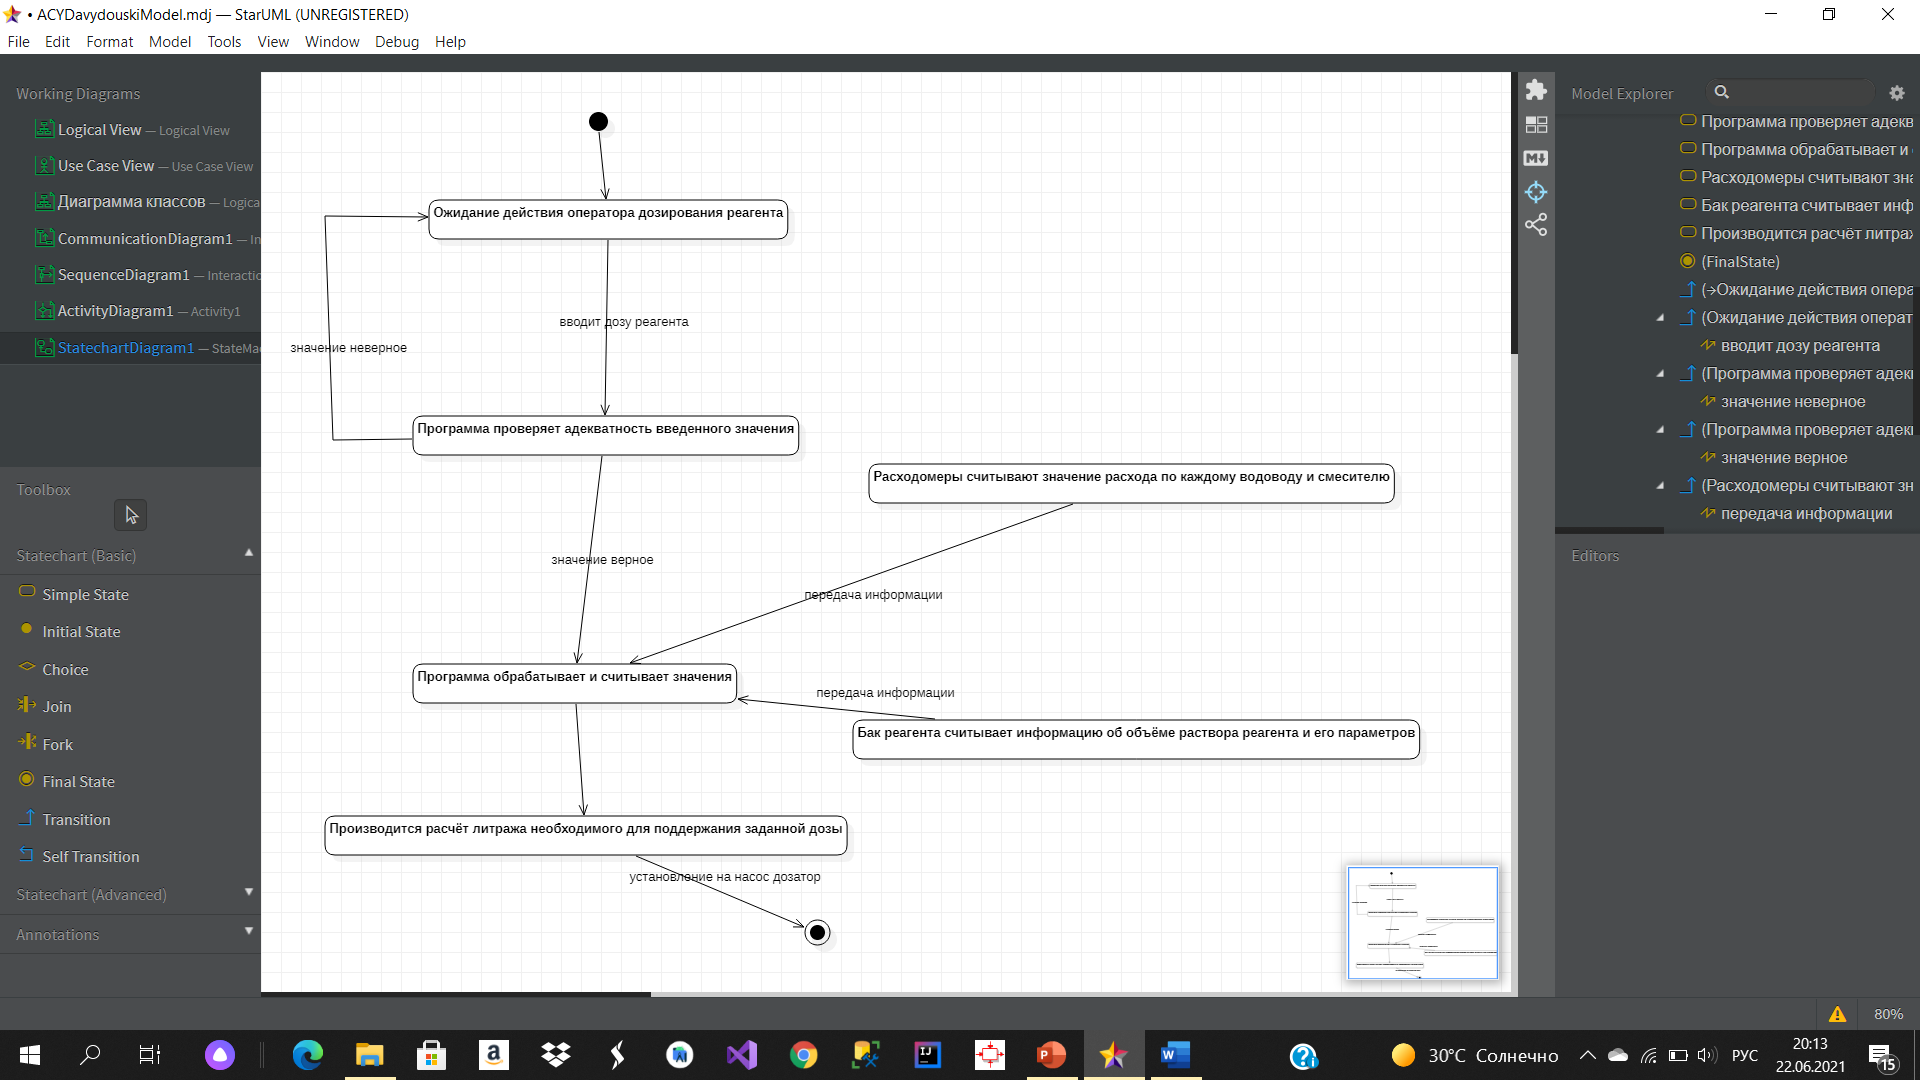 • ACYDavydouskiModel.mdj — StarUML (UNREGISTERED)
File Edit Format Model Tools View Window Debug Help
Working Diagrams
Logical View — Logical View
Use Case View — Use Case View
Диаграмма классов — Logica
CommunicationDiagram1 — In
SequenceDiagram1 — Interactio
ActivityDiagram1 — Activity1
StatechartDiagram1 — StateMac
Toolbox
Statechart (Basic)
Simple State
Initial State
Choice
Join
Fork
Final State
Transition
Self Transition
Statechart (Advanced)
Annotations
Ожидание действия оператора дозирования реагента
вводит дозу реагента
значение неверное
Программа проверяет адекватность введенного значения
Расходомеры считывают значение расхода по каждому водоводу и смесителю
значение верное
передача информации
Программа обрабатывает и считывает значения
передача информации
Бак реагента считывает информацию об объёме раствора реагента и его параметров
Производится расчёт литража необходимого для поддержания заданной дозы
установление на насос дозатор
Model Explorer
Программа проверяет адекв
Программа обрабатывает и
Расходомеры считывают зна
Бак реагента считывает инф
Производится расчёт литраж
(FinalState)
(→Ожидание действия опера
(Ожидание действия операт
вводит дозу реагента
(Программа проверяет адек
значение неверное
(Программа проверяет адек
значение верное
(Расходомеры считывают зн
передача информации
Editors
80%
30°C Солнечно
РУС
20:13
22.06.2021
15